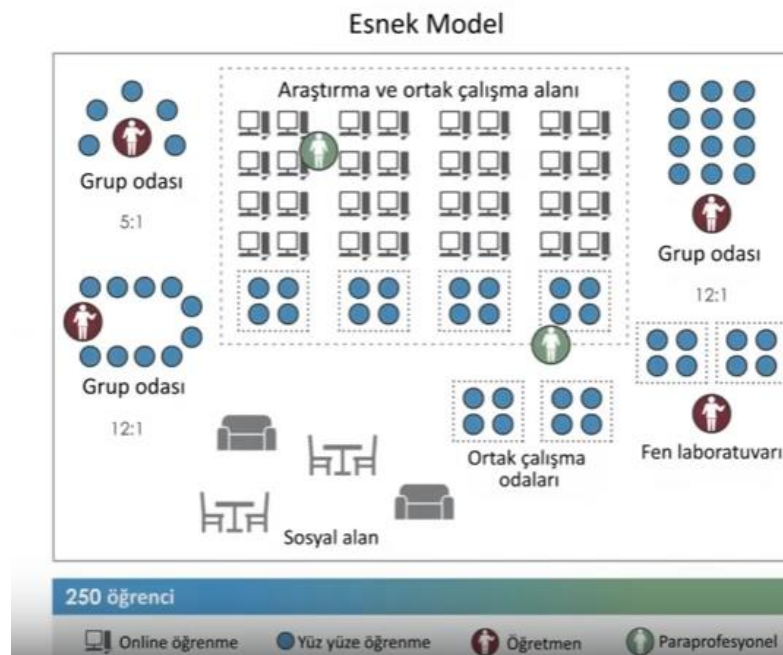 Esnek Model
Araştırma ve ortak çalışma alanı
Grup odası
5:1
Grup odası
12:1
Grup odası
12:1
Ortak çalışma
odaları
Fen laboratuvarı
Sosyal alan
250 öğrenci
Online öğrenme
Yüz yüze öğrenme
Öğretmen
Paraprofesyonel